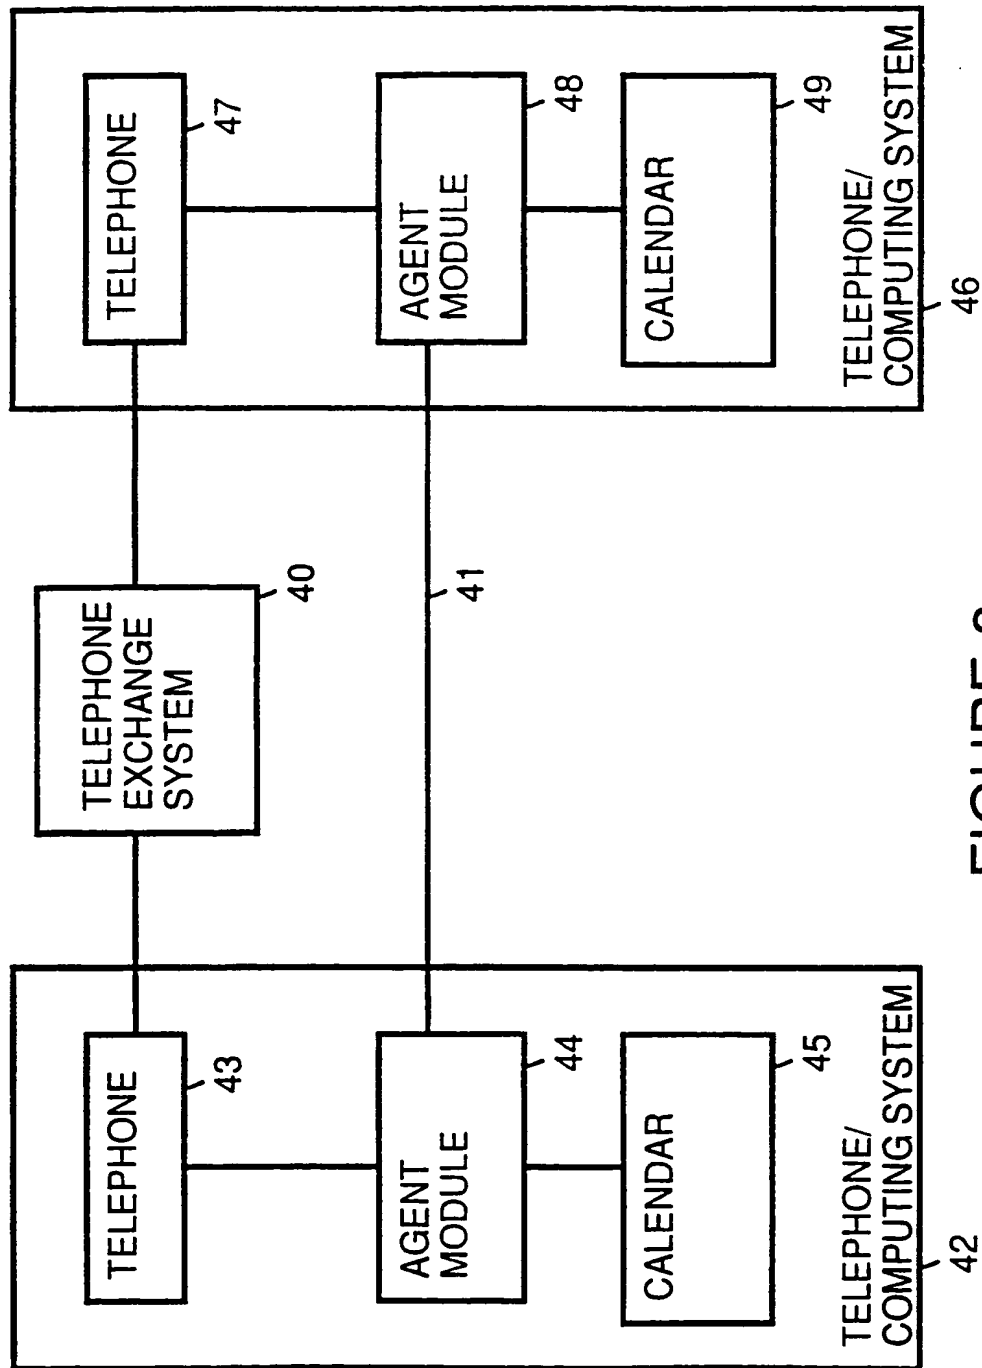 TELEPHONE
43
AGENT
MODULE
44
CALENDAR
45
TELEPHONE/
COMPUTING SYSTEM
42
TELEPHONE
EXCHANGE
SYSTEM
40
41
TELEPHONE
47
AGENT
MODULE
48
CALENDAR
49
TELEPHONE/
COMPUTING SYSTEM
46
FIGURE